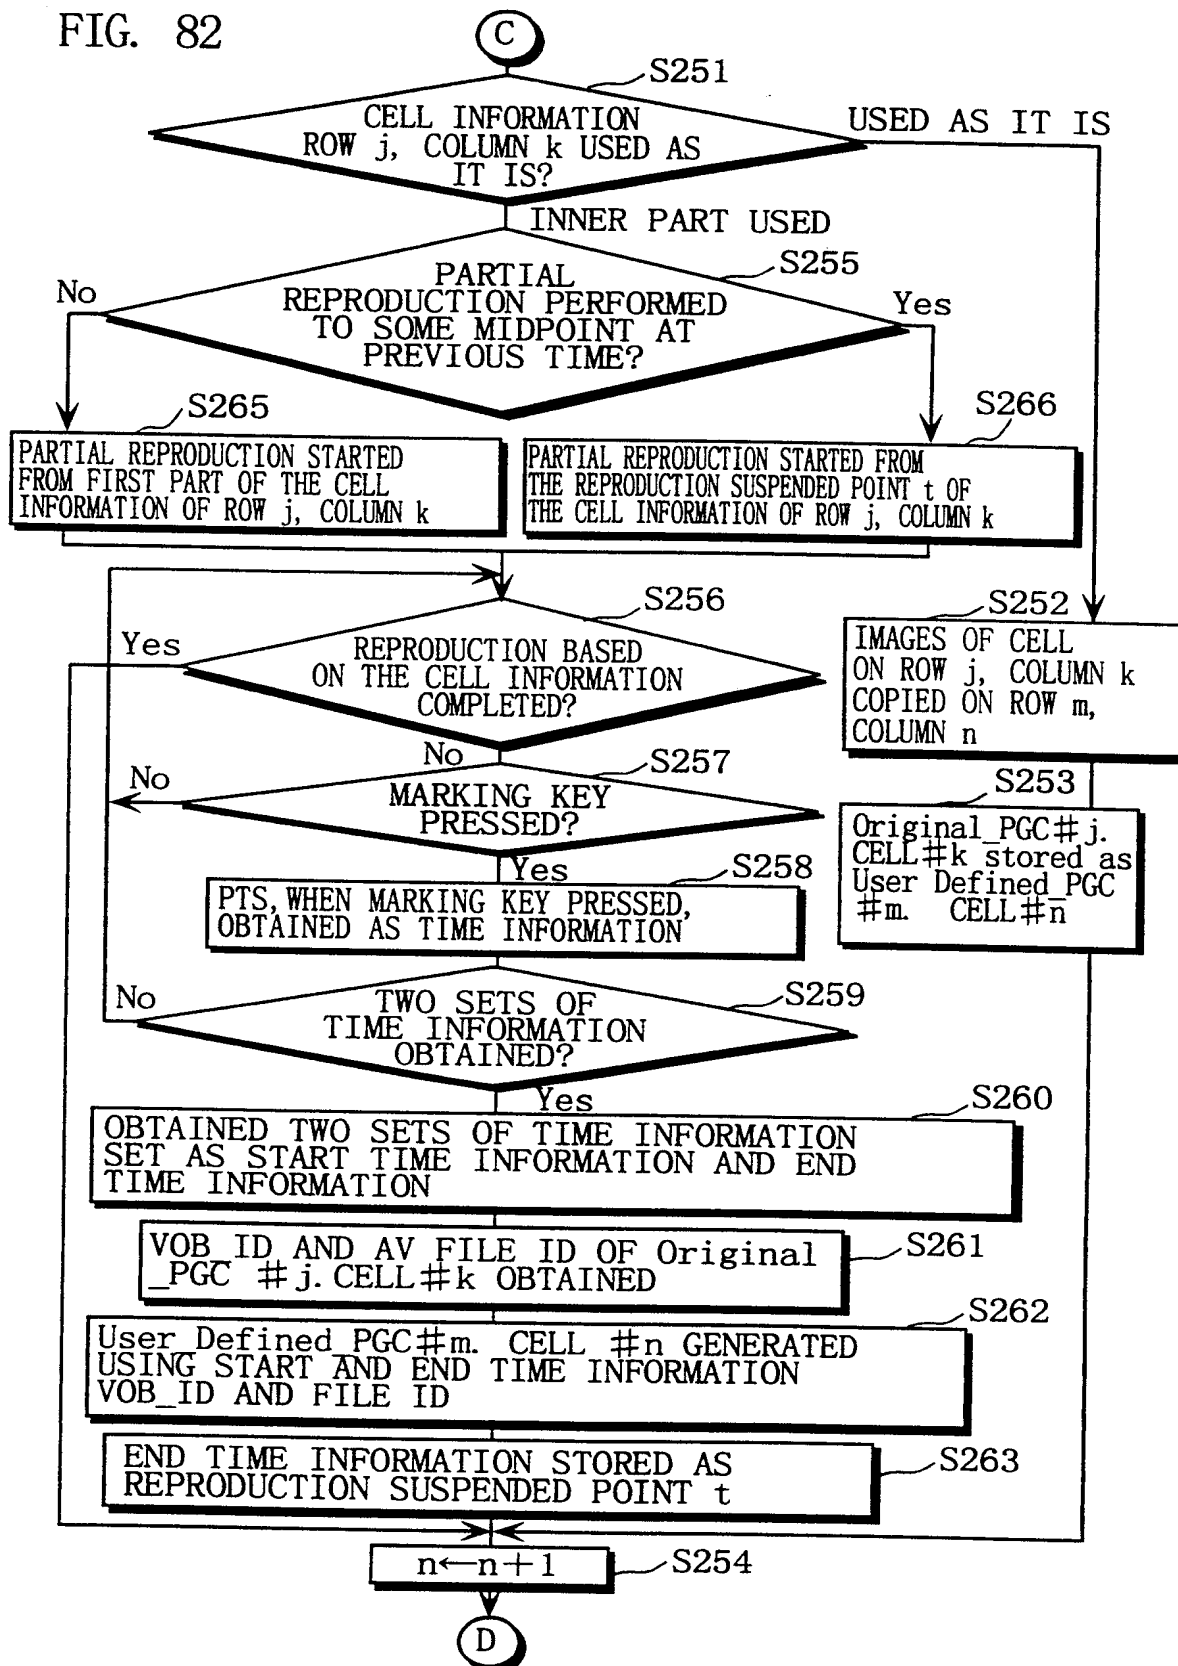 FIG. 82
C
S251
CELL INFORMATION
ROW j, COLUMN k USED AS
IT IS?
USED AS IT IS
INNER PART USED
S255
PARTIAL
REPRODUCTION PERFORMED
TO SOME MIDPOINT AT
PREVIOUS TIME?
No
Yes
S265
PARTIAL REPRODUCTION STARTED
FROM FIRST PART OF THE CELL
INFORMATION OF ROW j, COLUMN k
S266
PARTIAL REPRODUCTION STARTED FROM
THE REPRODUCTION SUSPENDED POINT t OF
THE CELL INFORMATION OF ROW j, COLUMN k
S256
Yes
REPRODUCTION BASED
ON THE CELL INFORMATION
COMPLETED?
S252
IMAGES OF CELL
ON ROW j, COLUMN k
COPIED ON ROW m,
COLUMN n
No
S257
No
MARKING KEY
PRESSED?
S253
Original_PGC#j.
CELL#k stored as
User Defined_PGC
#m. CELL#n
Yes
S258
PTS, WHEN MARKING KEY PRESSED,
OBTAINED AS TIME INFORMATION
S259
No
TWO SETS OF
TIME INFORMATION
OBTAINED?
Yes
S260
OBTAINED TWO SETS OF TIME INFORMATION
SET AS START TIME INFORMATION AND END
TIME INFORMATION
S261
VOB_ID AND AV FILE ID OF Original
_PGC #j. CELL#k OBTAINED
S262
User_Defined_PGC#m. CELL #n GENERATED
USING START AND END TIME INFORMATION
VOB_ID AND FILE ID
S263
END TIME INFORMATION STORED AS
REPRODUCTION SUSPENDED POINT t
n←n+1
S254
D